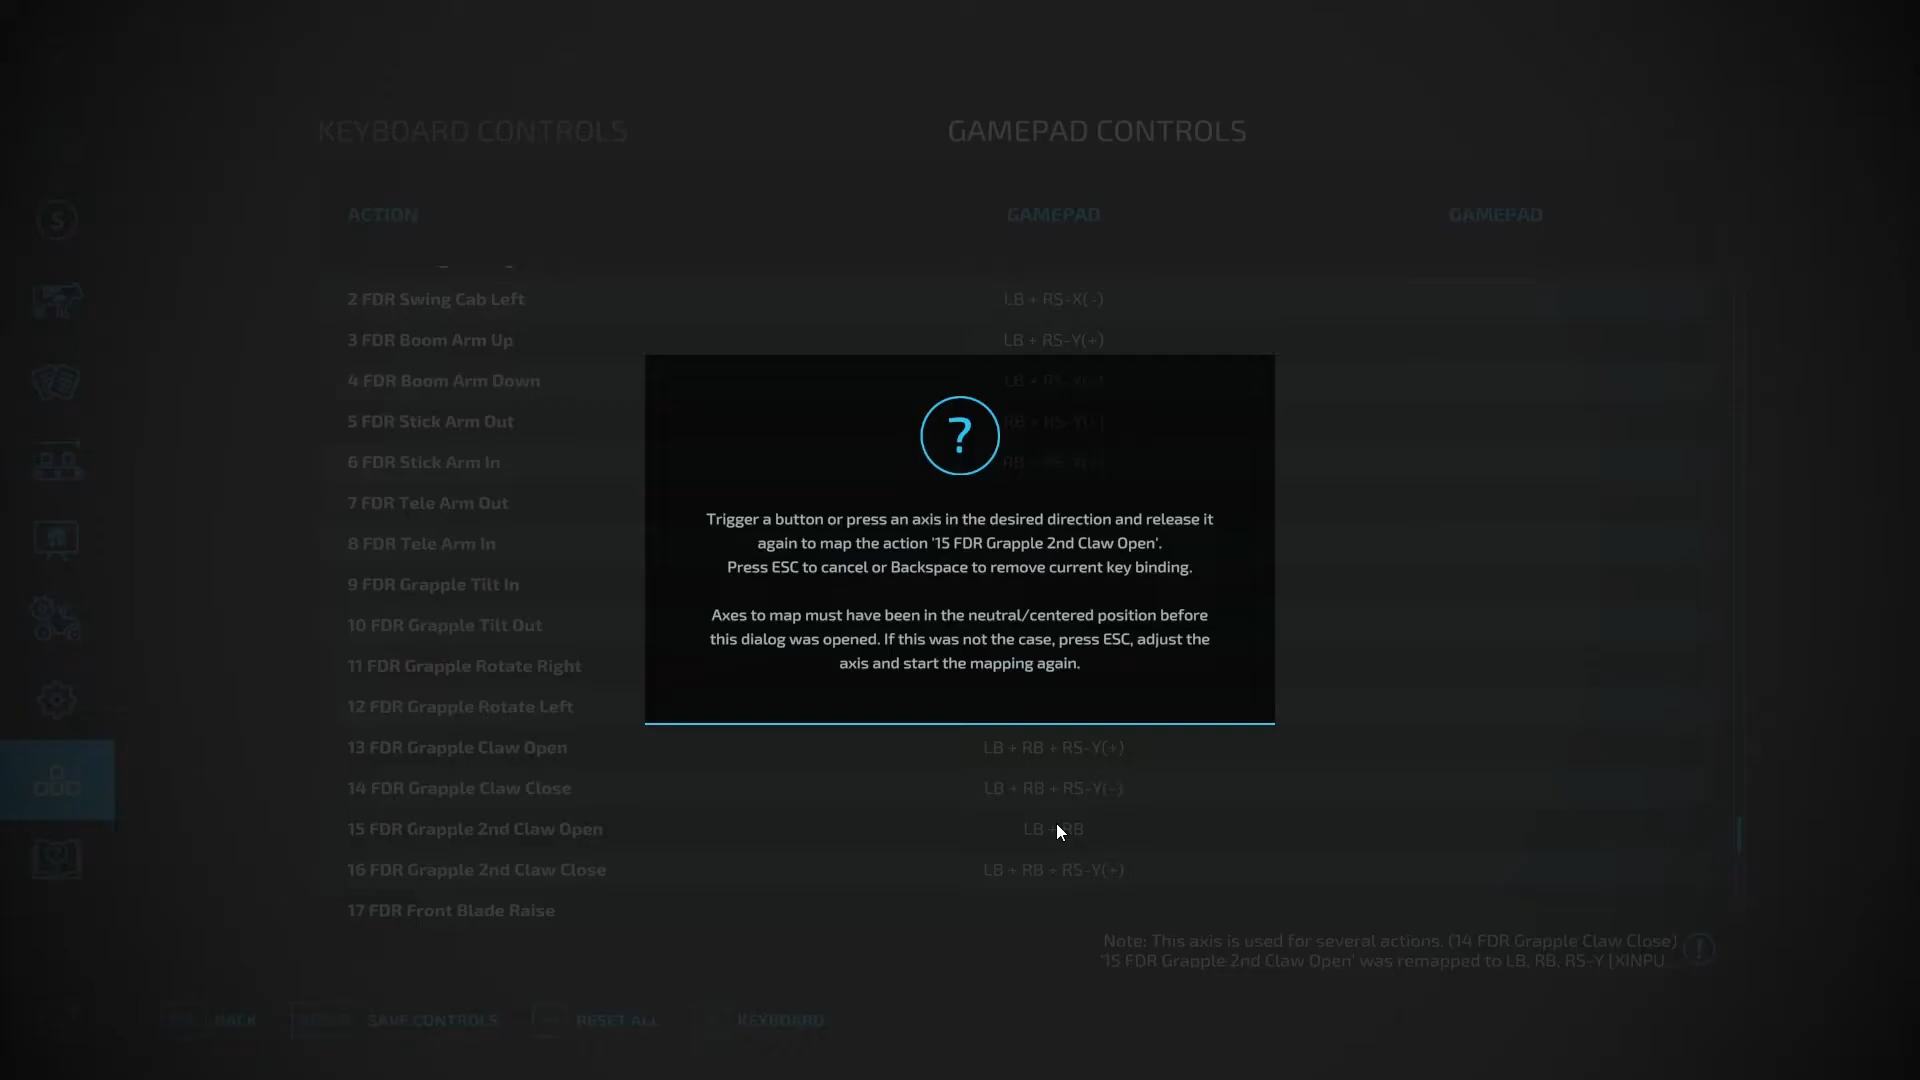 KEYBOARD CONTROLS
GAMEPAD CONTROLS
ACTION GAMEPAD GAMEPAD
2 FDR Swing Cab Left LB + RS-X(-)
3 FDR Boom Arm Up LB + RS-Y(+)
4 FDR Boom Arm Down
5 FDR Stick Arm Out
6 FDR Stick Arm In
7 FDR Tele Arm Out
8 FDR Tele Arm In
9 FDR Grapple Tilt In
10 FDR Grapple Tilt Out
11 FDR Grapple Rotate Right
12 FDR Grapple Rotate Left
13 FDR Grapple Claw Open LB + RB + RS-Y(+)
14 FDR Grapple Claw Close LB + RB + RS-Y(-)
15 FDR Grapple 2nd Claw Open LB RB
16 FDR Grapple 2nd Claw Close LB + RB + RS-Y(+)
17 FDR Front Blade Raise
?
Trigger a button or press an axis in the desired direction and release it
again to map the action '15 FDR Grapple 2nd Claw Open'.
Press ESC to cancel or Backspace to remove current key binding.
Axes to map must have been in the neutral/centered position before
this dialog was opened. If this was not the case, press ESC, adjust the
axis and start the mapping again.
Note: This axis is used for several actions. (14 FDR Grapple Claw Close)
'15 FDR Grapple 2nd Claw Open' was remapped to LB, RB, RS-Y [XINPU...
BACK SAVE CONTROLS RESET ALL KEYBOARD